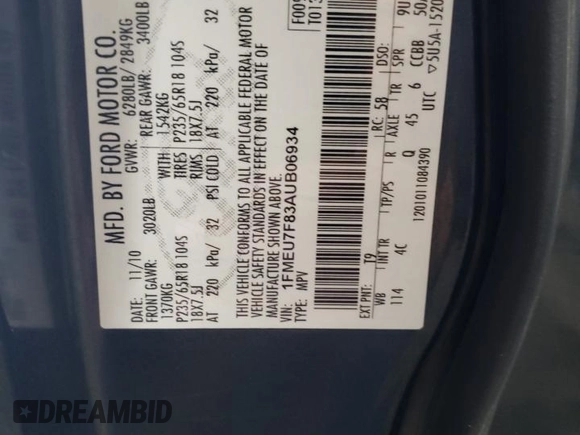 MFD. BY FORD MOTOR CO.
11/10
GVWR: 6280LB/ 2849KG
FRONT GAWR: 3020LB
REAR GAWR: 3400LB
1370KG
1542KG
P235/65R18 104S
TIRES P235/65R18 104S
18X7.5J
RIMS 18X7.5J
AT 220 kPa/ 32 PSI COLD
AT 220 kPa/ 32
THIS VEHICLE CONFORMS TO ALL APPLICABLE FEDERAL MOTOR
VEHICLE SAFETY STANDARDS IN EFFECT ON THE DATE OF
MANUFACTURE SHOWN ABOVE.
VIN: 1FMEU7F83AUB06934
TYPE: MPV
EXT PNT: T9 RC: 58 DSO:
WB INT TR TP/PS R AXLE TR SPR
114 4C Q 45 6 CCBB
UTC
1201011084390
DREAMBID